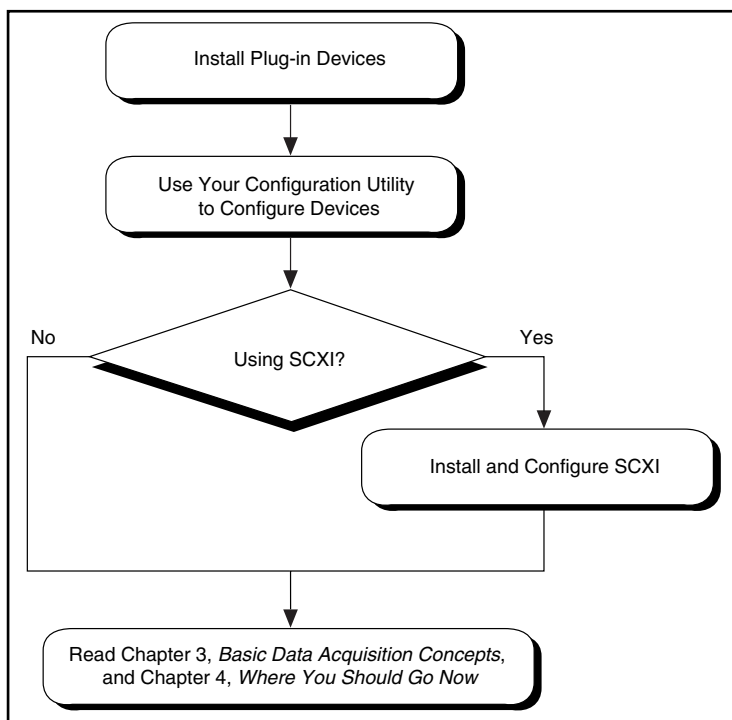 Install Plug-in Devices
Use Your Configuration Utility
to Configure Devices
No
Yes
Using SCXI?
Install and Configure SCXI
Read Chapter 3, Basic Data Acquisition Concepts,
and Chapter 4, Where You Should Go Now